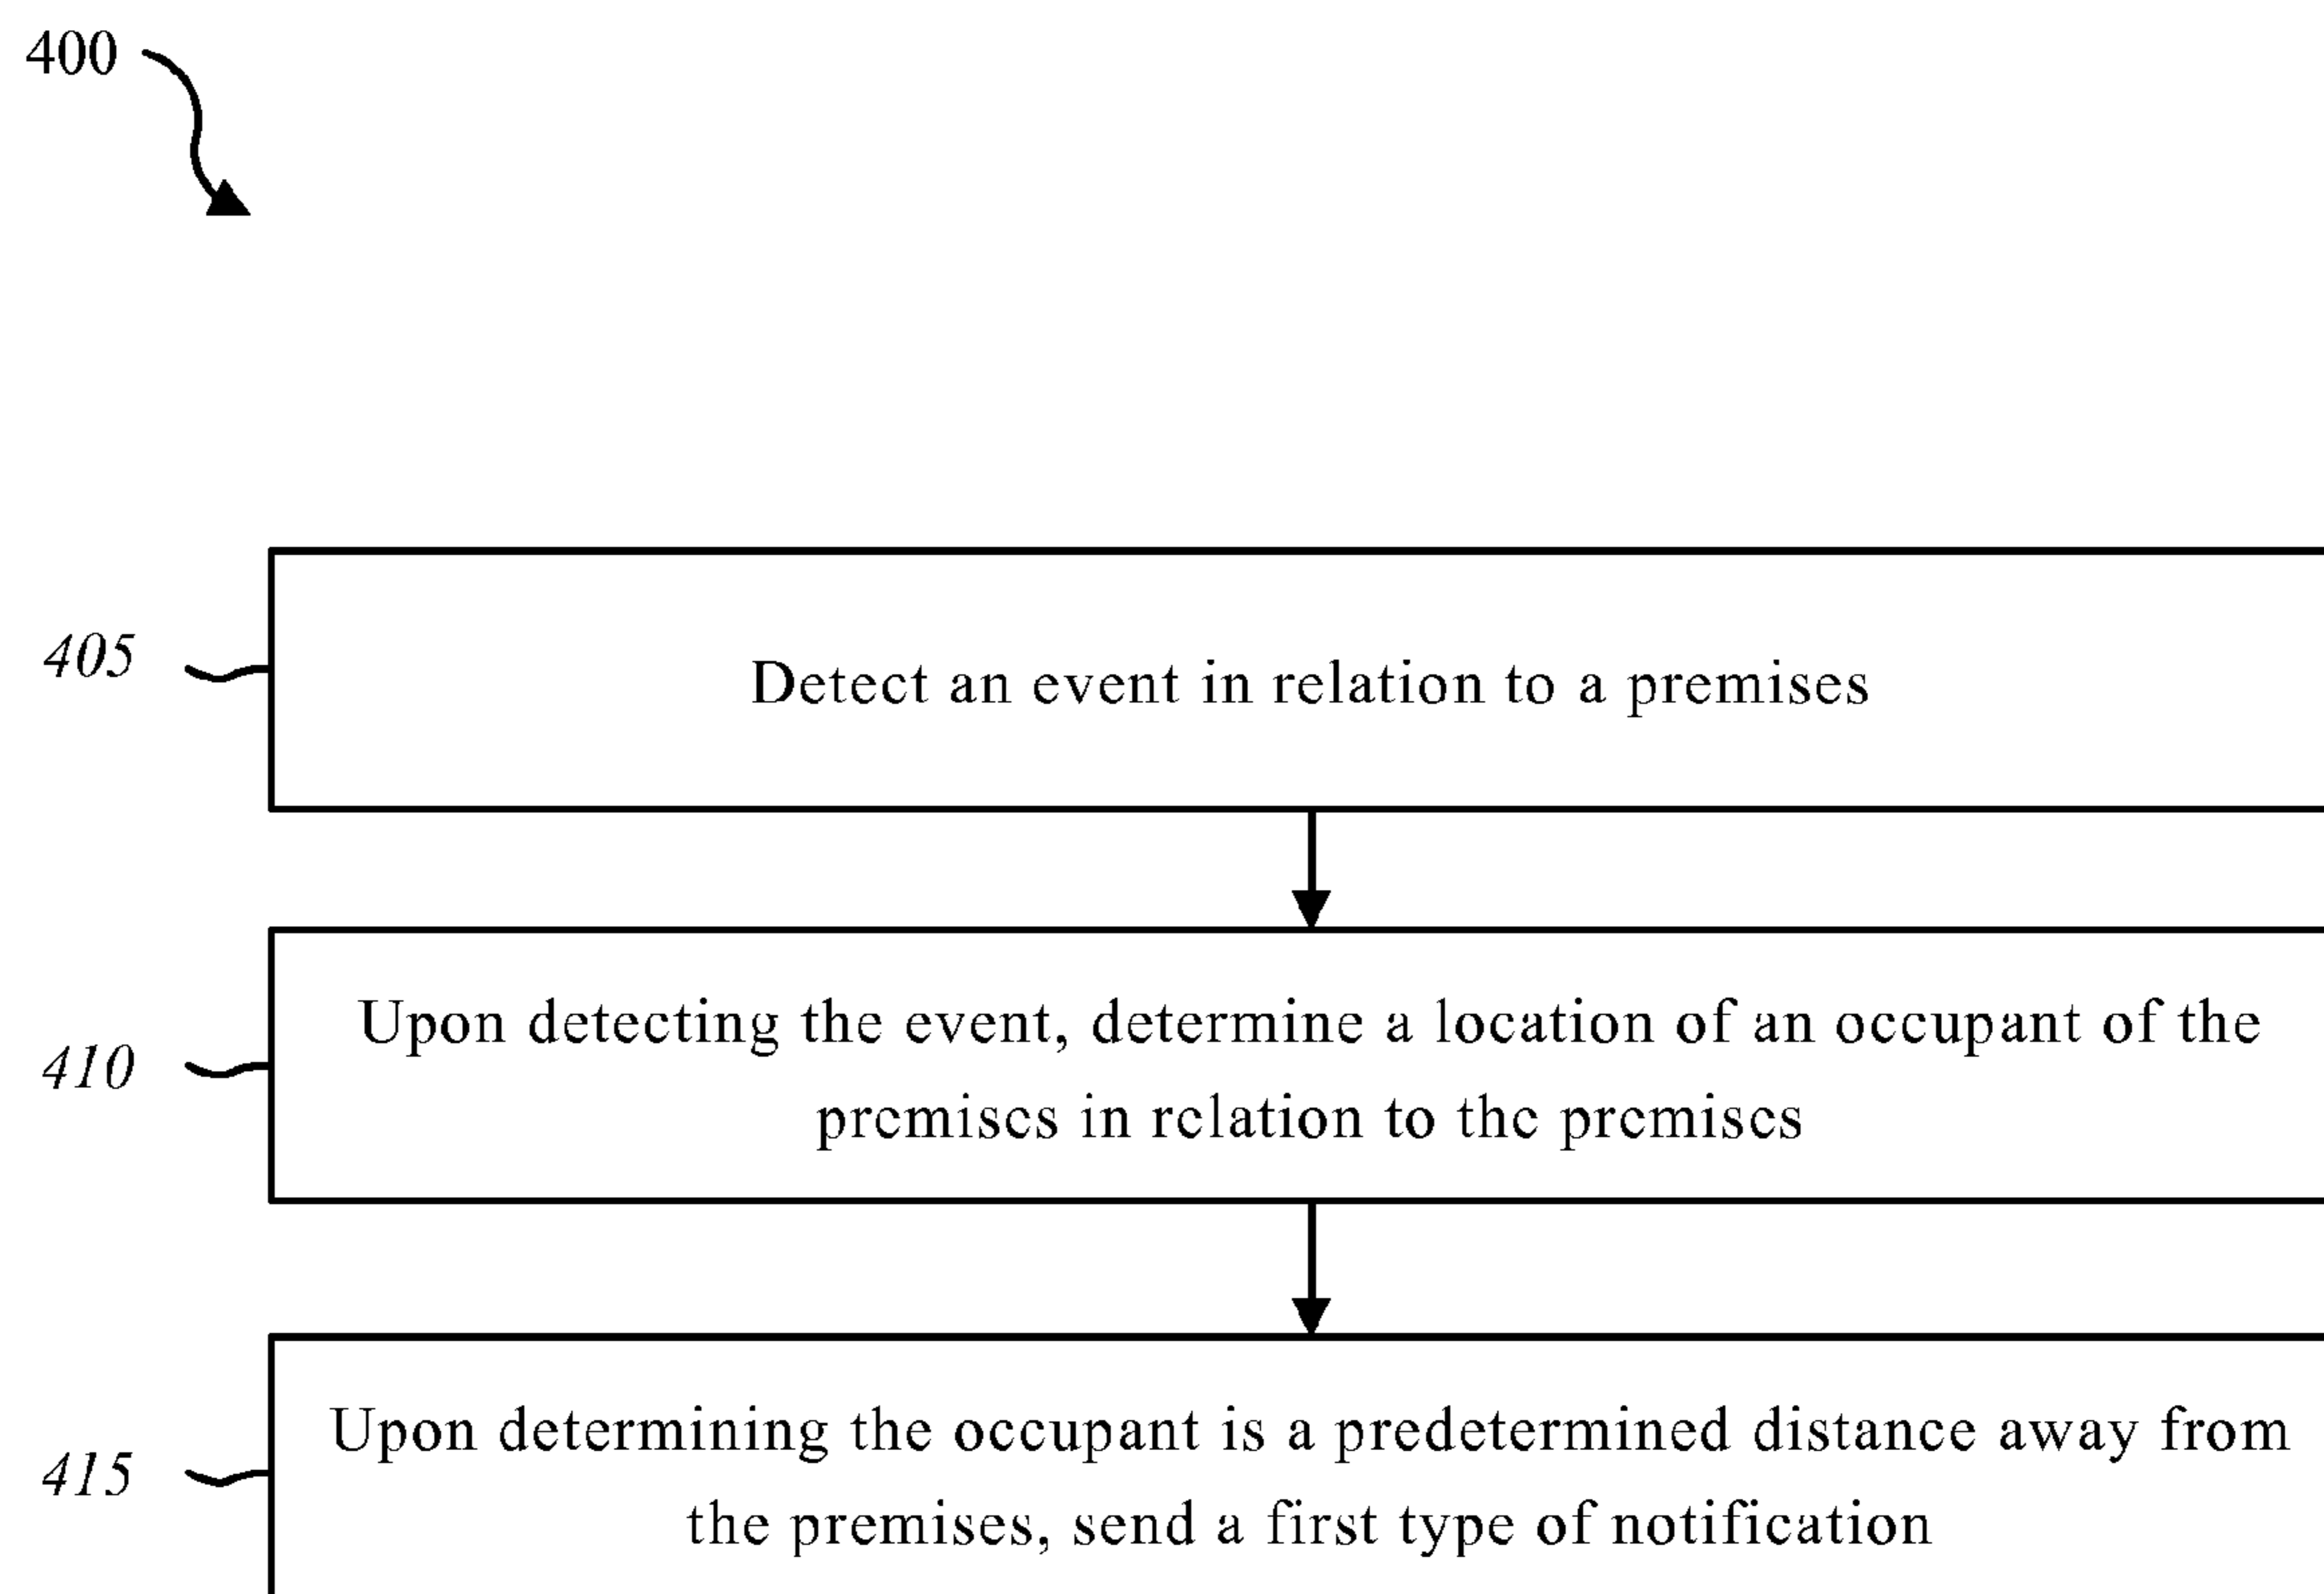 400
405
Detect an event in relation to a premises
410
Upon detecting the event, determine a location of an occupant of the
premises in relation to the premises
415
Upon determining the occupant is a predetermined distance away from
the premises, send a first type of notification